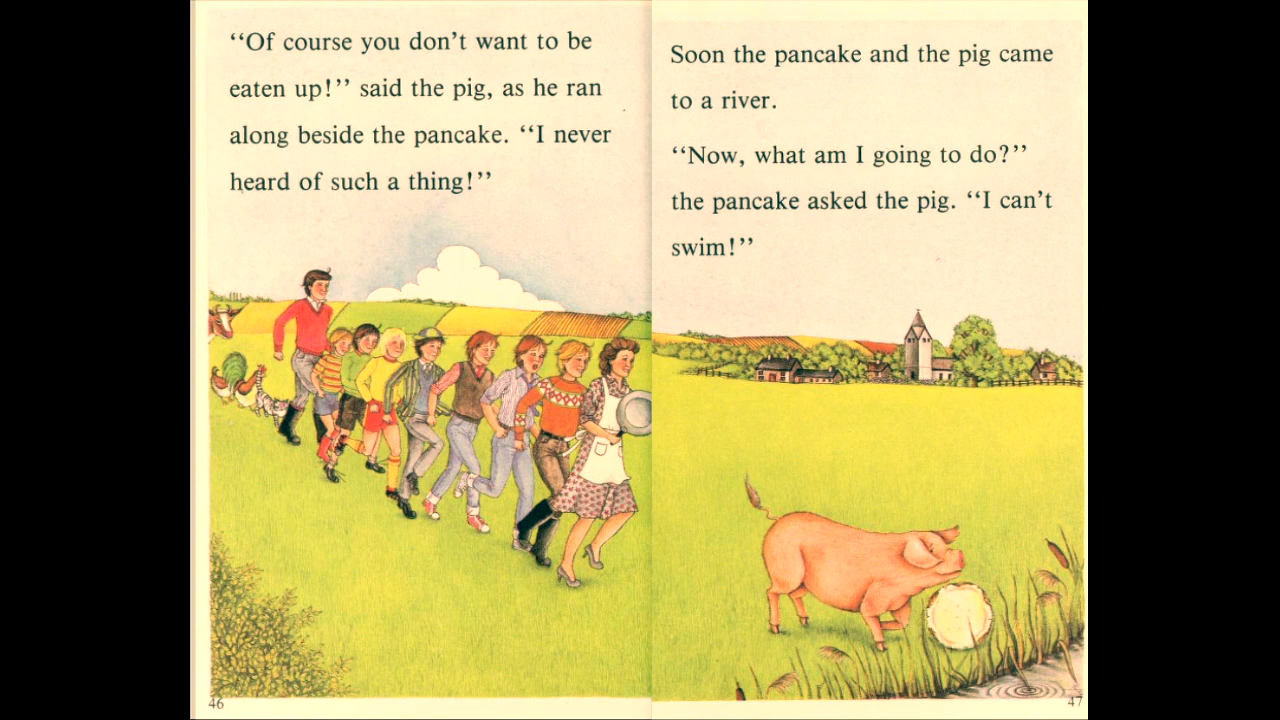 “Of course you don’t want to be
eaten up!” said the pig, as he ran
along beside the pancake. “I never
heard of such a thing!”
46
Soon the pancake and the pig came
to a river.
“Now, what am I going to do?”
the pancake asked the pig. “I can’t
swim!”
47